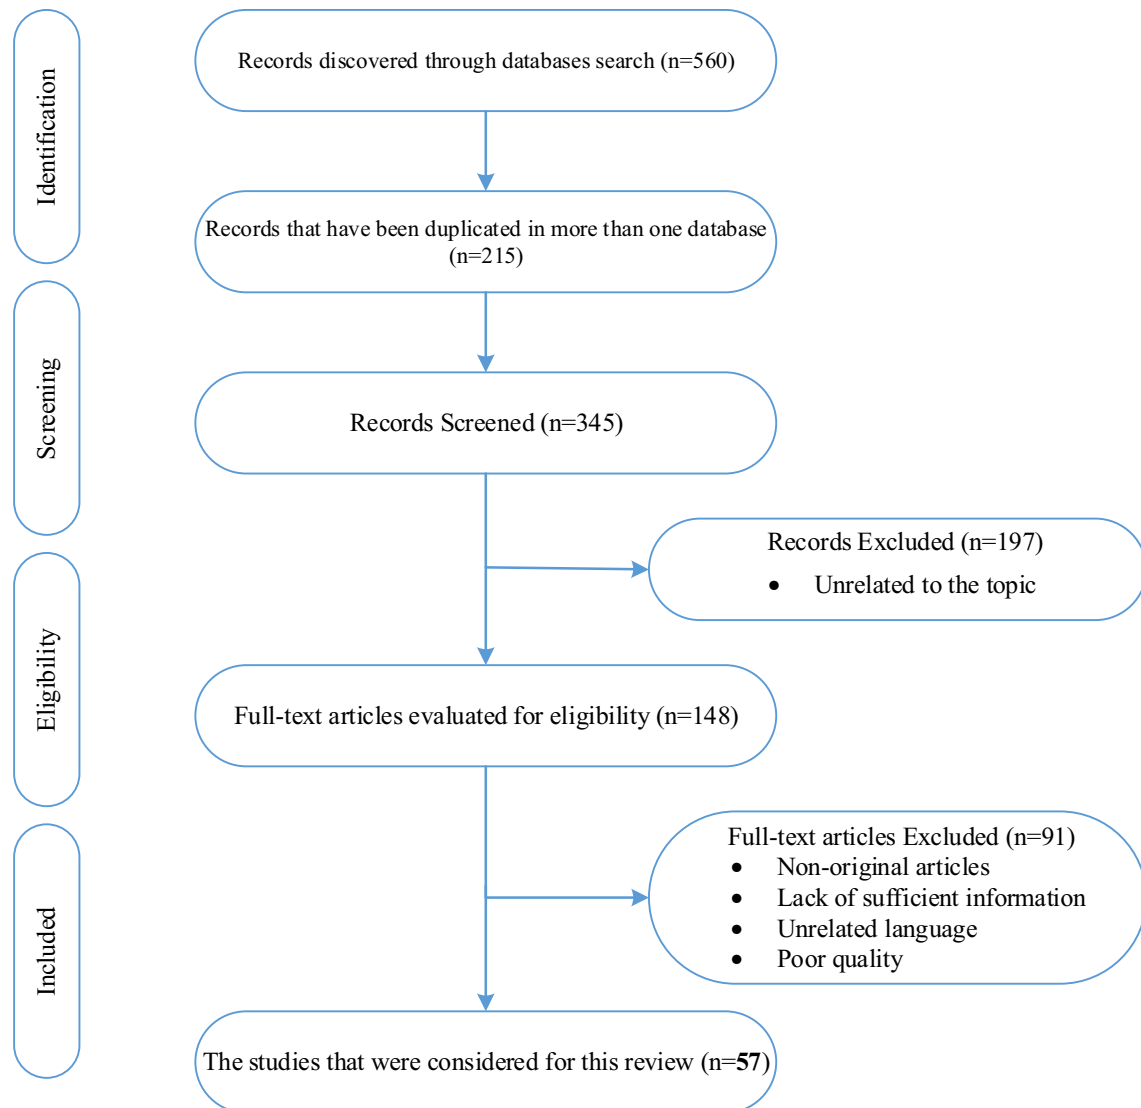 Identification
Records discovered through databases search (n=560)
Records that have been duplicated in more than one database
(n=215)
Screening
Records Screened (n=345)
Records Excluded (n=197)
• Unrelated to the topic
Eligibility
Full-text articles evaluated for eligibility (n=148)
Full-text articles Excluded (n=91)
• Non-original articles
• Lack of sufficient information
• Unrelated language
• Poor quality
Included
The studies that were considered for this review (n=57)